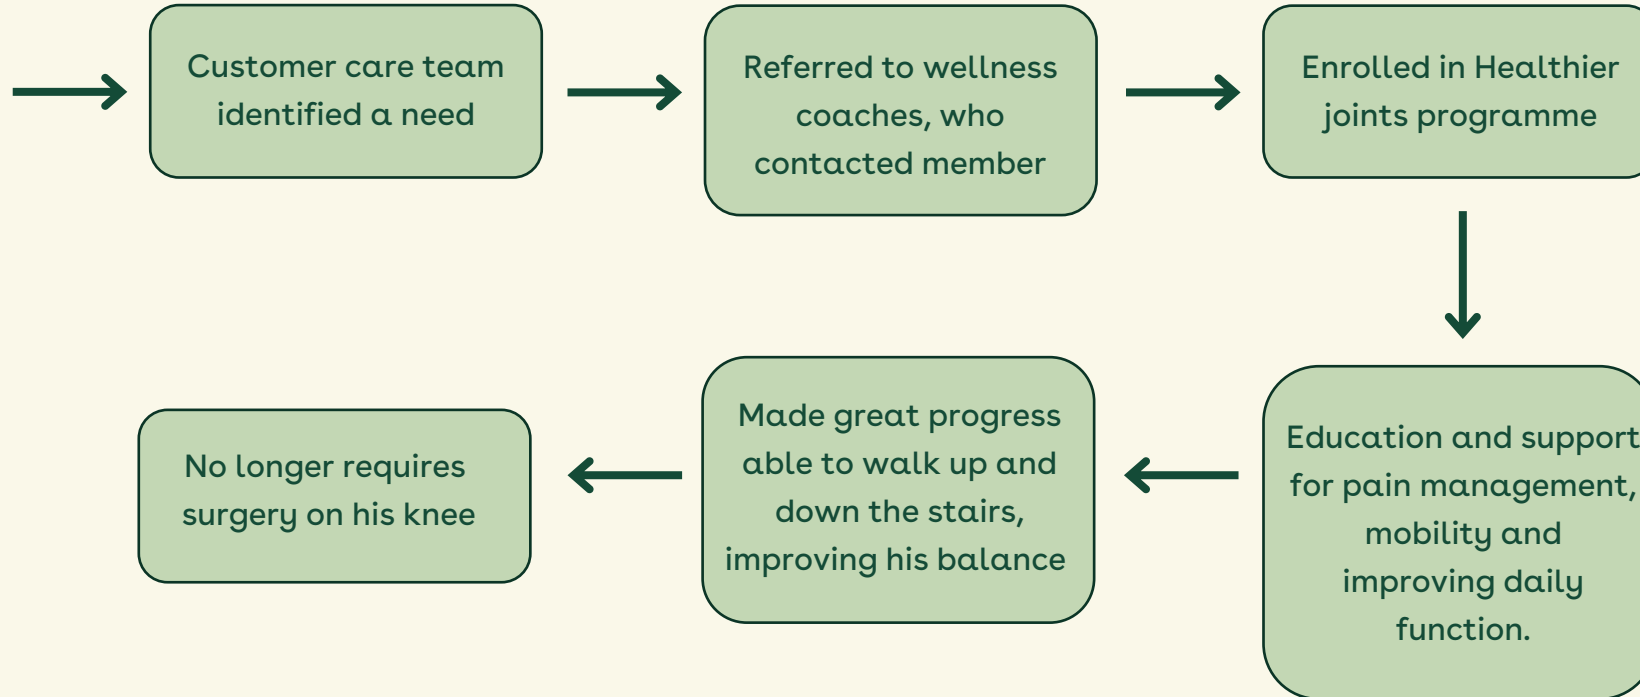 Customer care team
identified a need
Referred to wellness
coaches, who
contacted member
Enrolled in Healthier
joints programme
Education and support
for pain management,
mobility and
improving daily
function.
Made great progress
able to walk up and
down the stairs,
improving his balance
No longer requires
surgery on his knee